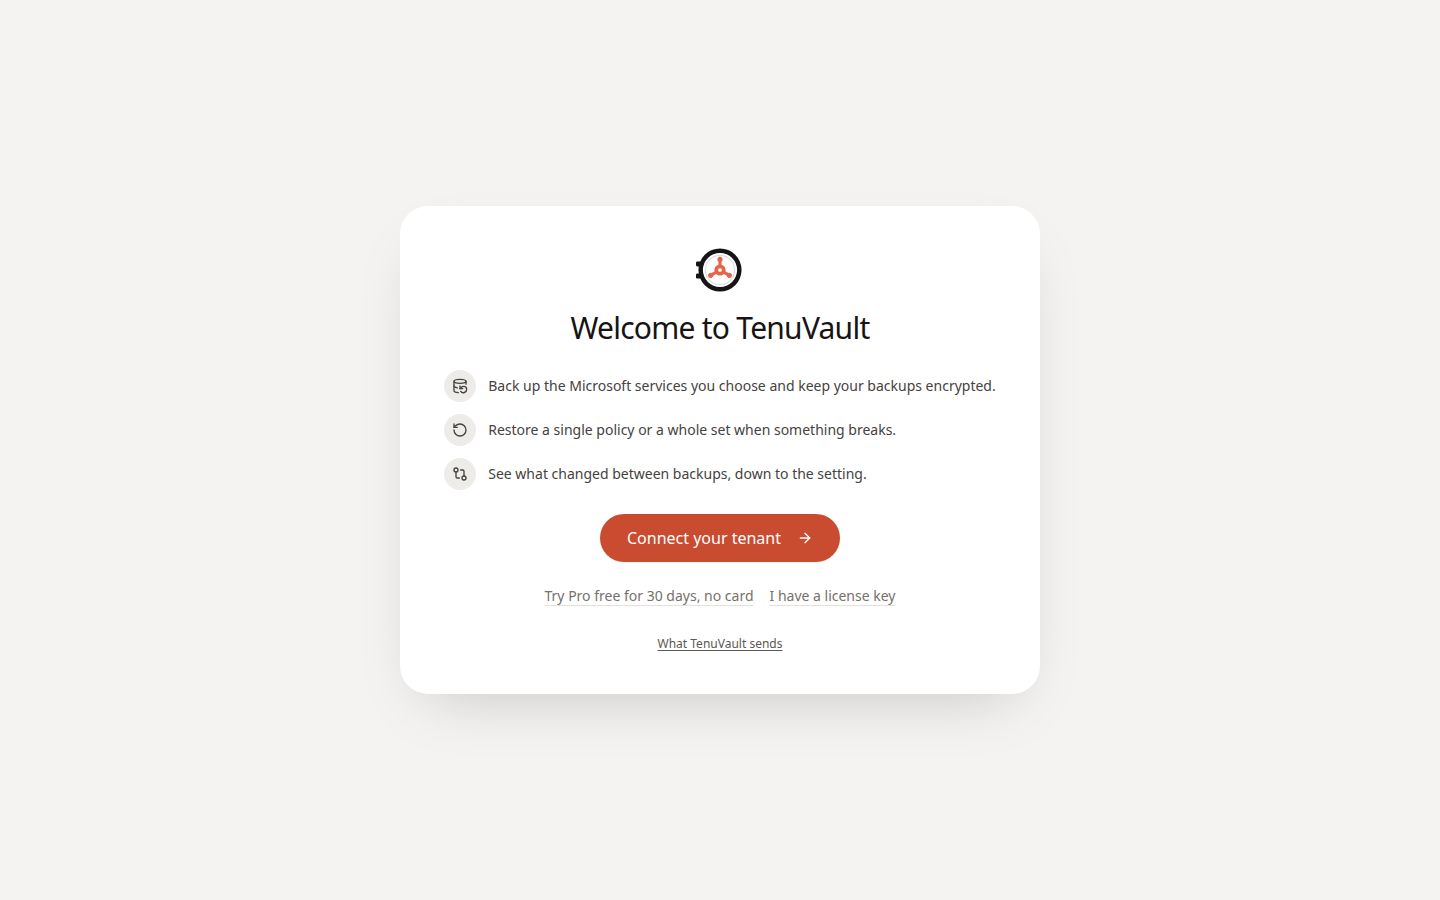 Welcome to TenuVault
Back up the Microsoft services you choose and keep your backups encrypted.
Restore a single policy or a whole set when something breaks.
See what changed between backups, down to the setting.
Connect your tenant
Try Pro free for 30 days, no card I have a license key
What TenuVault sends